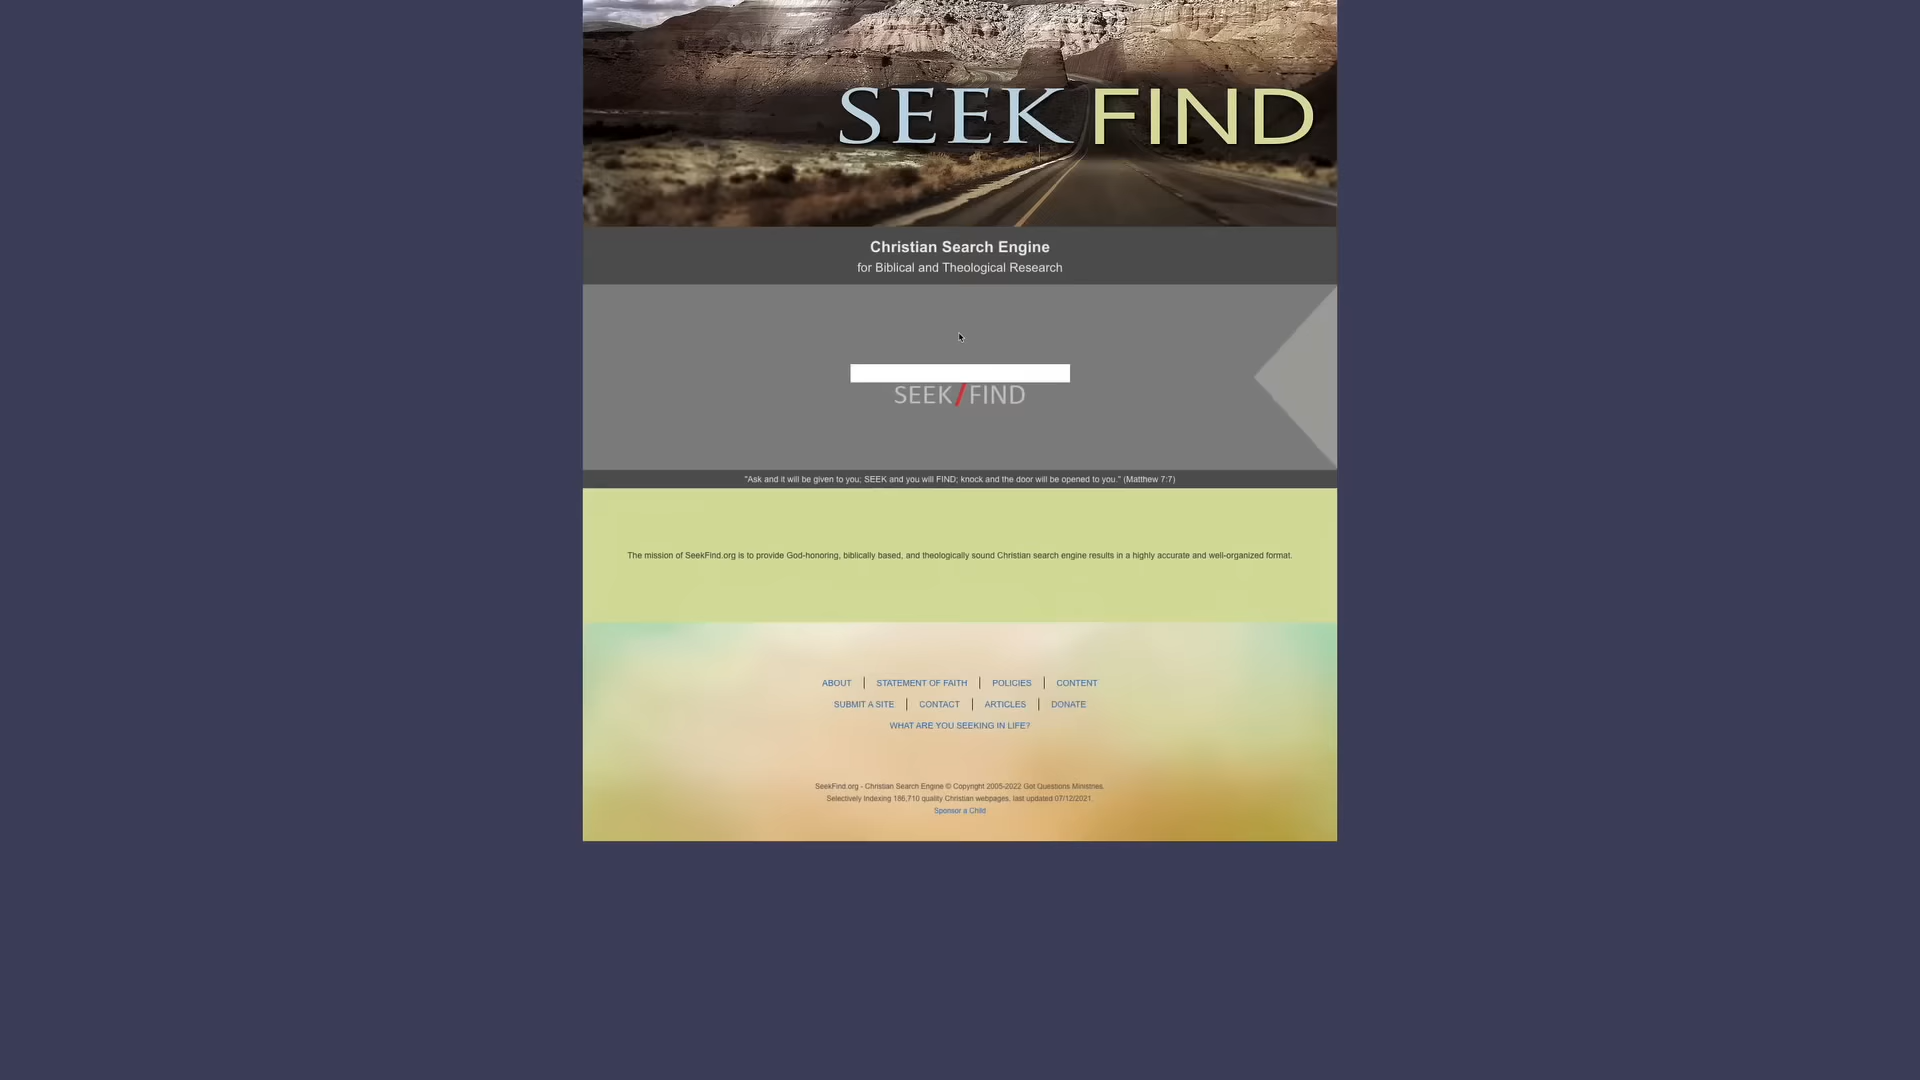 SEEK FIND
Christian Search Engine
for Biblical and Theological Research
SEEK/FIND
"Ask and it will be given to you; SEEK and you will FIND; knock and the door will be opened to you." (Matthew 7:7)
The mission of SeekFind.org is to provide God-honoring, biblically based, and theologically sound Christian search engine results in a highly accurate and well-organized format.
ABOUT | STATEMENT OF FAITH | POLICIES | CONTENT
SUBMIT A SITE | CONTACT | ARTICLES | DONATE
WHAT ARE YOU SEEKING IN LIFE?
SeekFind.org - Christian Search Engine © Copyright 2005-2022 Got Questions Ministries.
Selectively Indexing 186,710 quality Christian webpages, last updated 07/12/2021.
Sponsor a Child